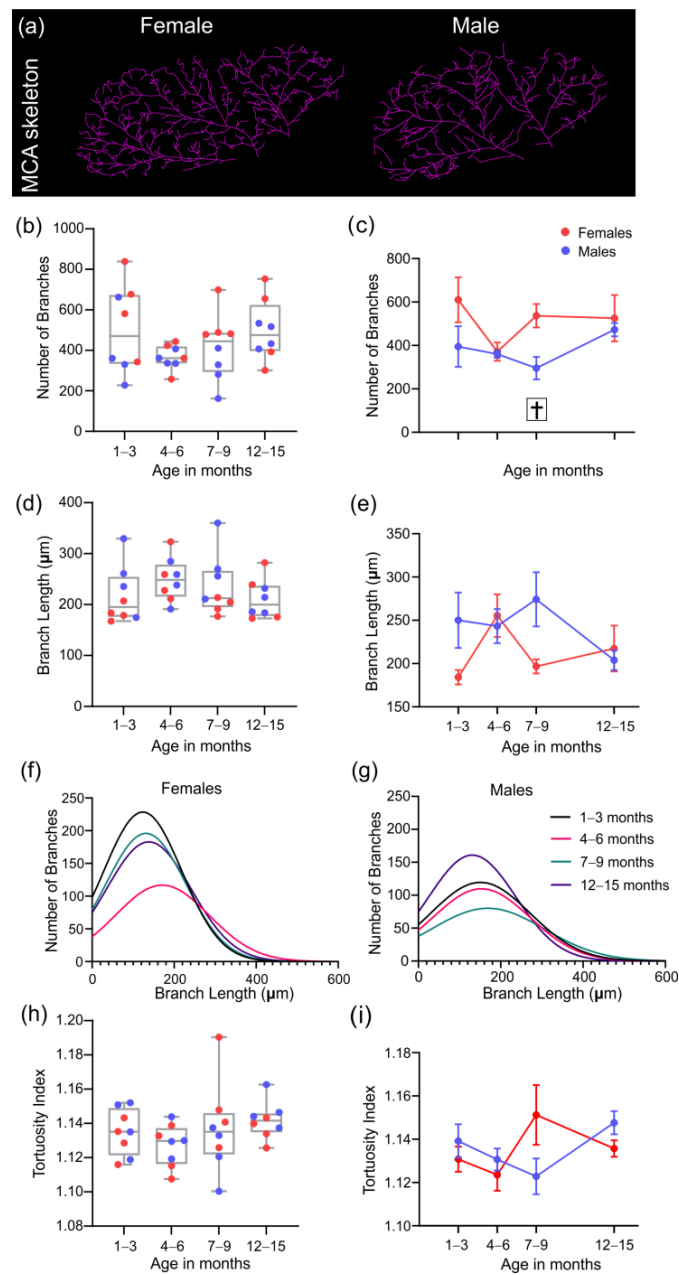 (a)
Female
Male
MCA skeleton
(b)
1000
800
600
400
200
0
Number of Branches
1–3
4–6
7–9
12–15
Age in months
(c)
Females
Males
800
600
400
200
0
Number of Branches
†
Age in months
(d)
400
300
200
100
0
Branch Length (µm)
1–3
4–6
7–9
12–15
Age in months
(e)
350
300
250
200
150
Branch Length (µm)
1–3
4–6
7–9
12–15
Age in months
(f)
Females
250
200
150
100
50
0
Number of Branches
0
200
400
600
Branch Length (µm)
(g)
Males
250
200
150
100
50
0
Number of Branches
1–3 months
4–6 months
7–9 months
12–15 months
0
200
400
600
Branch Length (µm)
(h)
1.20
1.18
1.16
1.14
1.12
1.10
1.08
Tortuosity Index
1–3
4–6
7–9
12–15
Age in months
(i)
1.18
1.16
1.14
1.12
1.10
Tortuosity Index
1–3
4–6
7–9
12–15
Age in months